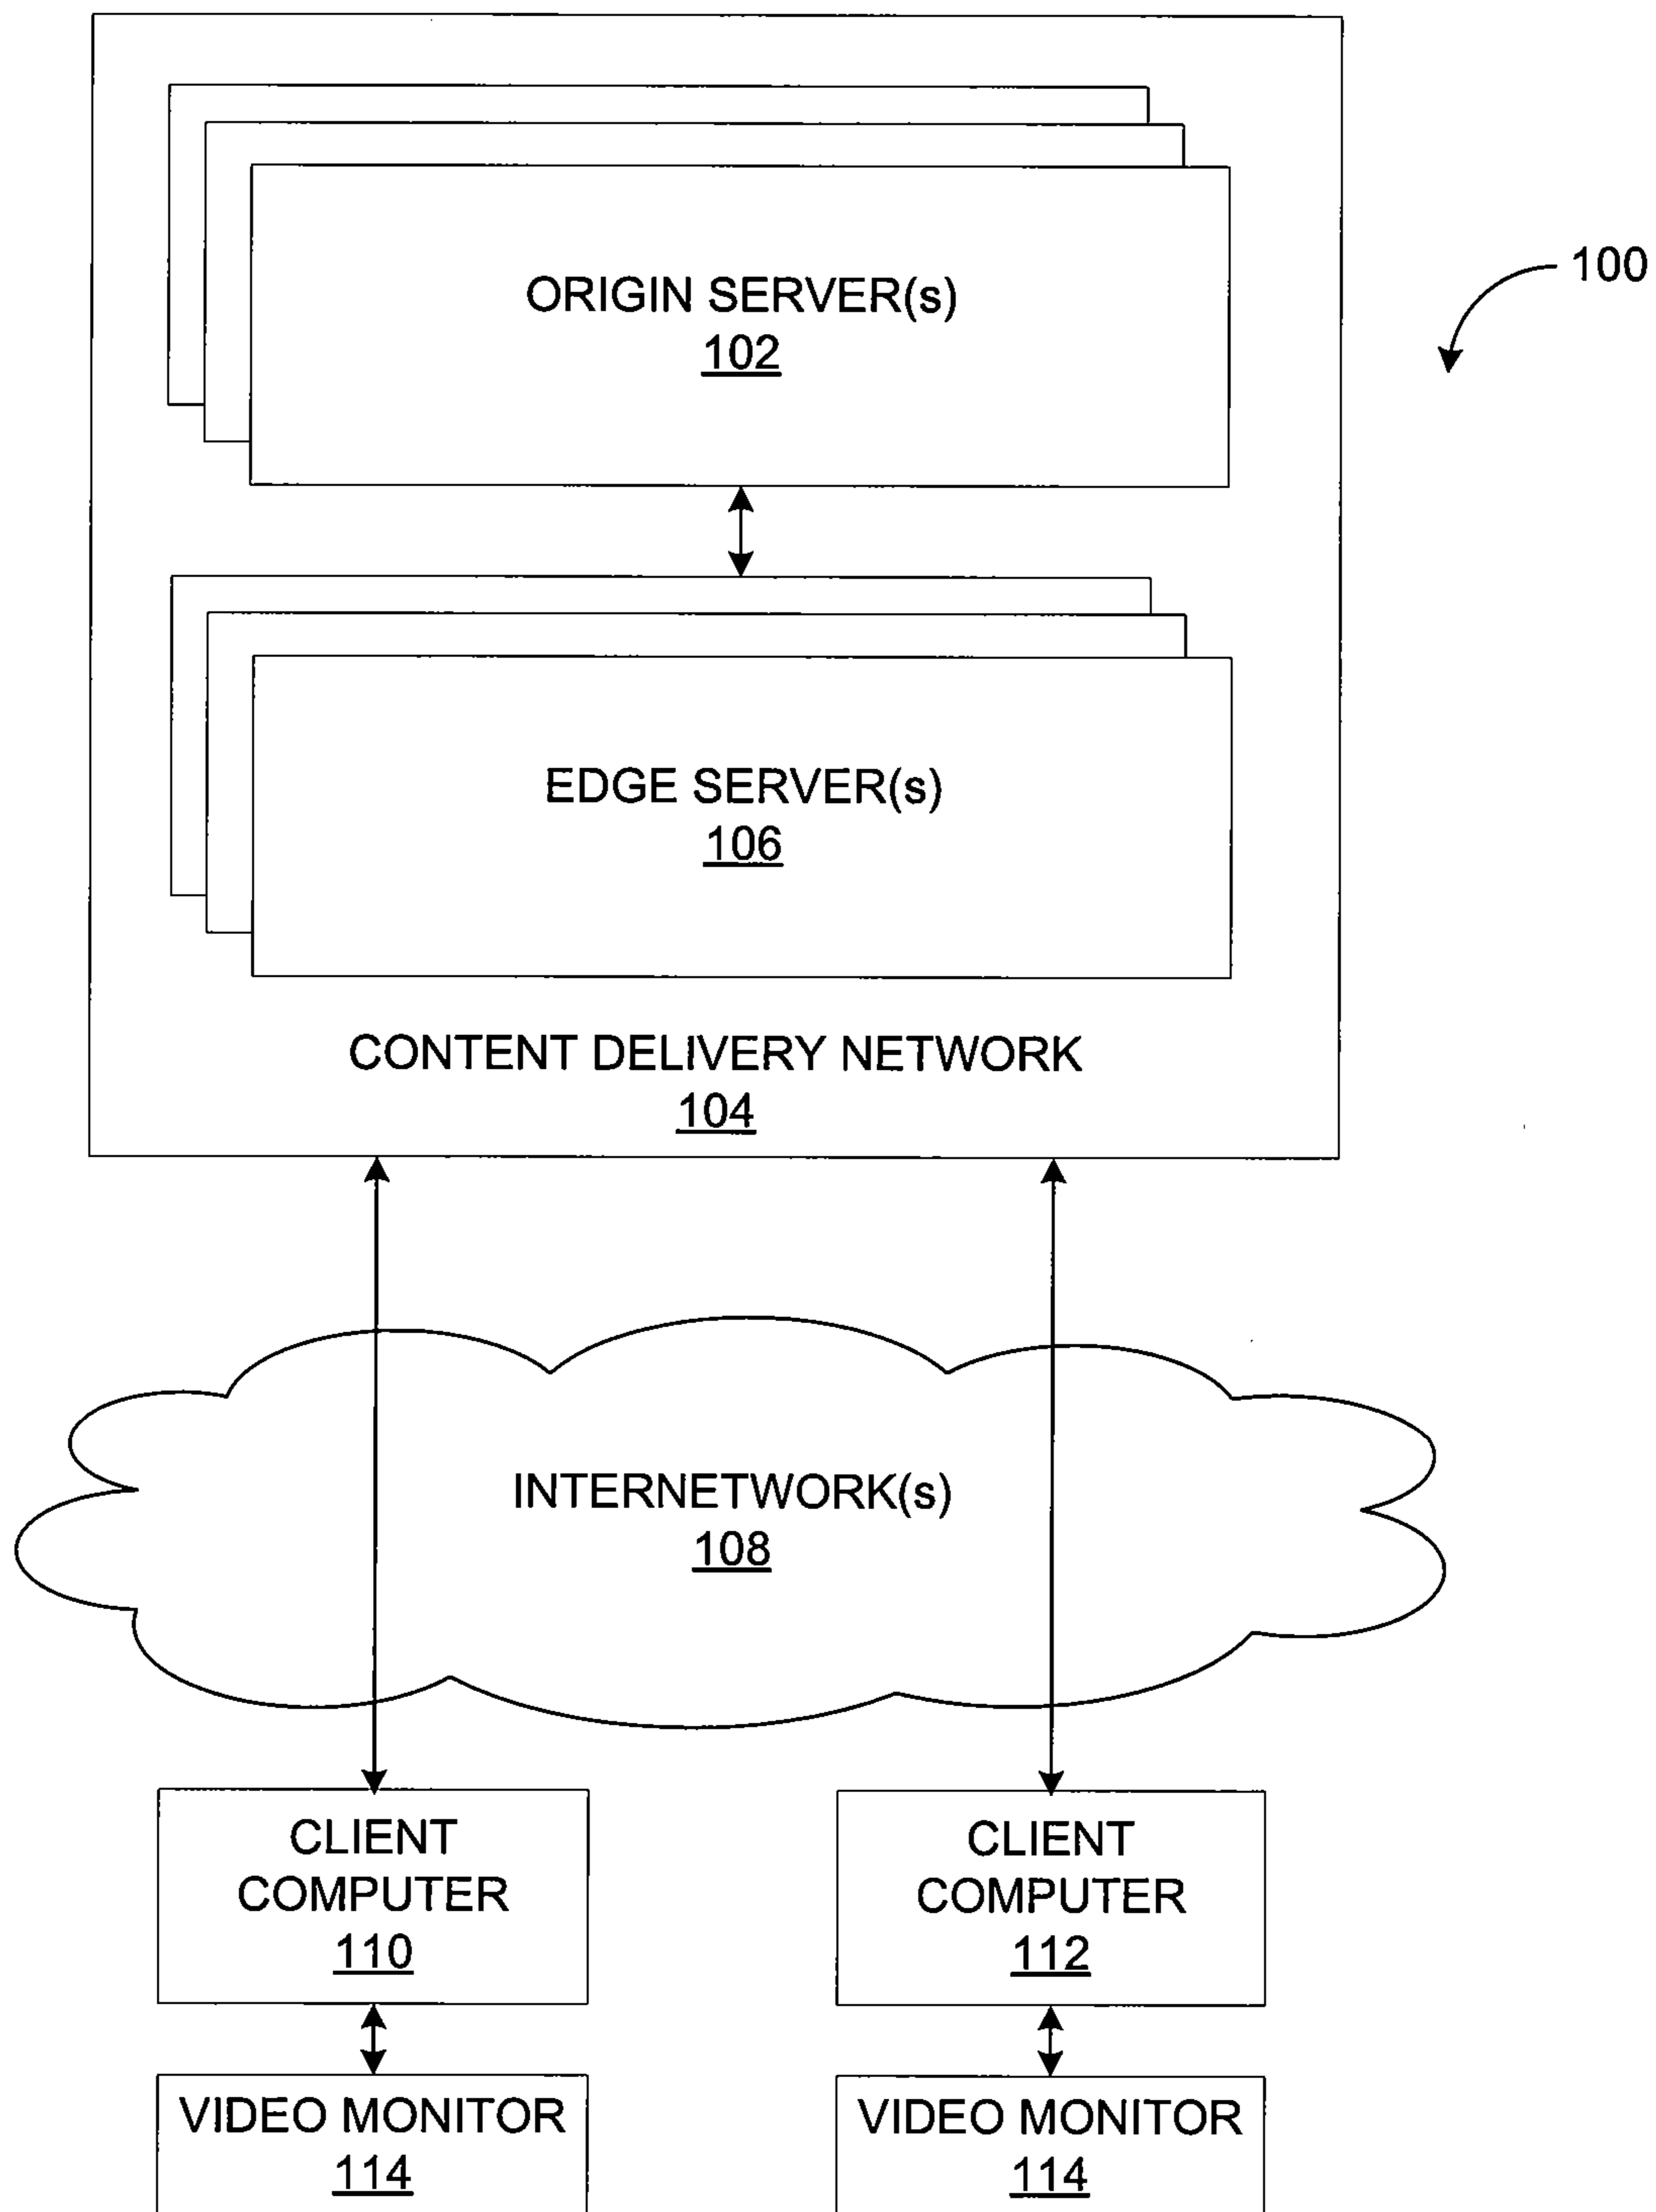 ORIGIN SERVER(s)
102
100
EDGE SERVER(s)
106
CONTENT DELIVERY NETWORK
104
INTERNETWORK(s)
108
CLIENT
COMPUTER
110
CLIENT
COMPUTER
112
VIDEO MONITOR
114
VIDEO MONITOR
114